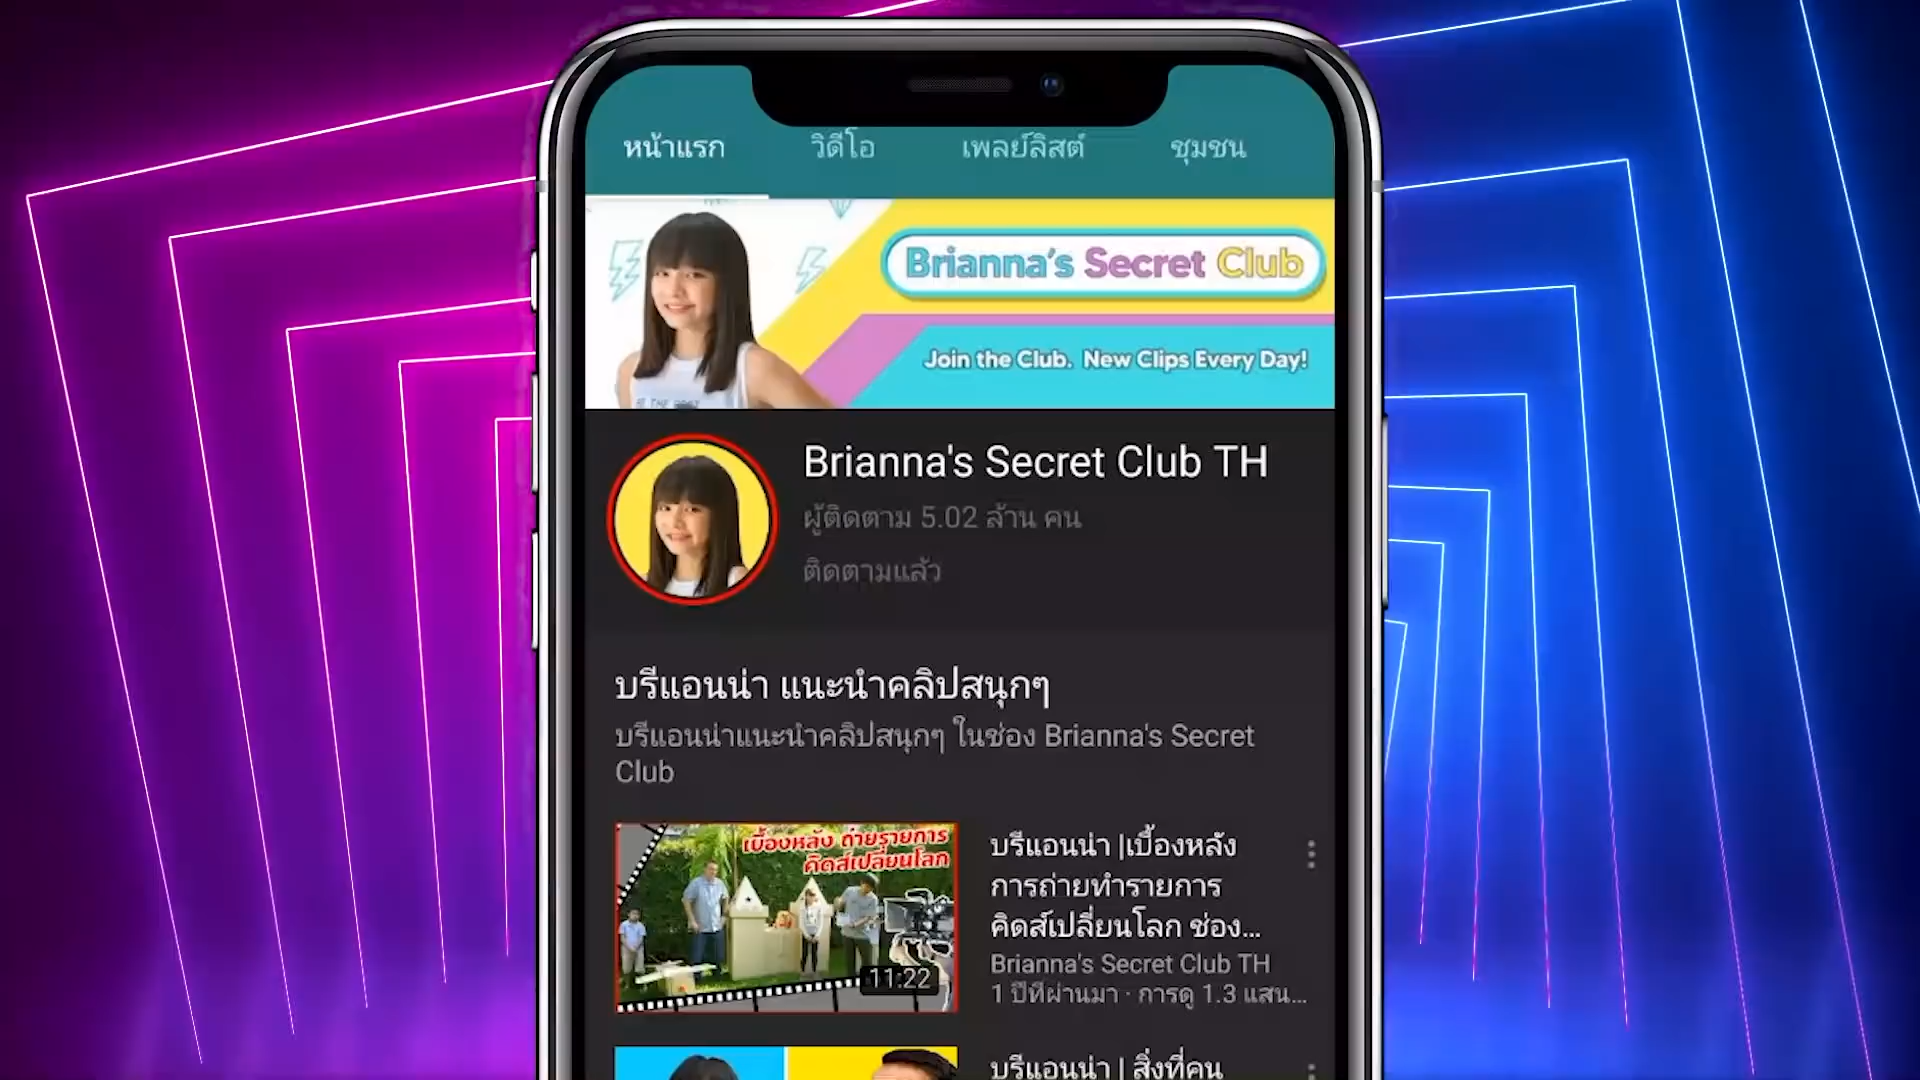 หน้าแรก
วิดีโอ
เพลย์ลิสต์
ชุมชน
Brianna's Secret Club
Join the Club. New Clips Every Day!
Brianna's Secret Club TH
ผู้ติดตาม 5.02 ล้าน คน
ติดตามแล้ว
บรีแอนน่า แนะนำคลิปสนุกๆ
บรีแอนน่าแนะนำคลิปสนุกๆ ในช่อง Brianna's Secret
Club
เบื้องหลัง ถ่ายรายการ
คิดส์เปลี่ยนโลก
11:22
บรีแอนน่า |เบื้องหลัง
การถ่ายทำรายการ
คิดส์เปลี่ยนโลก ช่อง...
Brianna's Secret Club TH
1 ปีที่ผ่านมา · การดู 1.3 แสน...
บรีแอนน่า | สิ่งที่คน